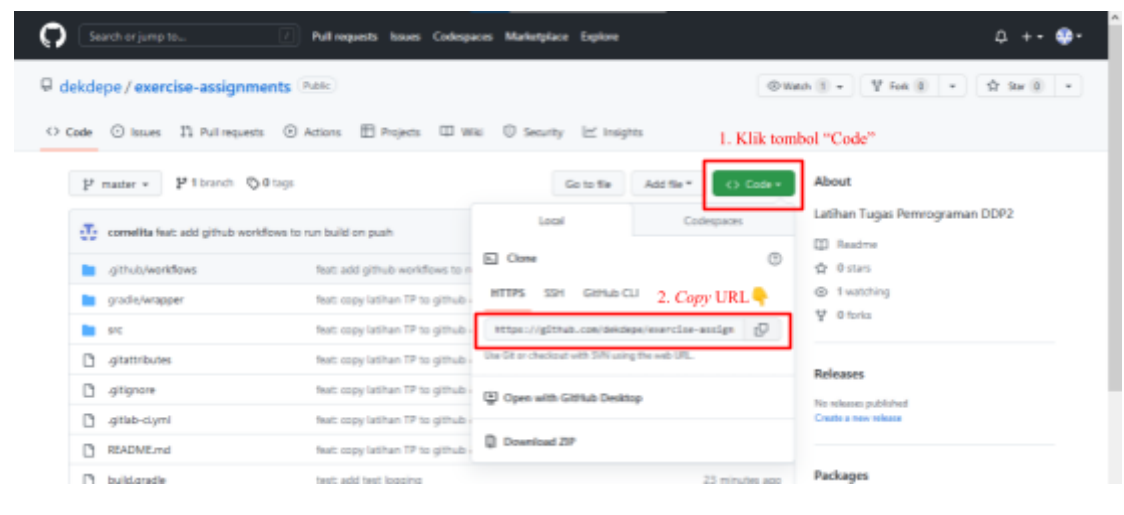 Search or jump to... /
Pull requests Issues Codespaces Marketplace Explore
dekdepe / exercise-assignments Public
Watch 1 Fork 0 Star 0
Code Issues Pull requests Actions Projects Wiki Security Insights
1. Klik tombol “Code”
master 1 branch 0 tags Go to file Add file Code
About
Latihan Tugas Pemrograman DDP2
Readme
0 stars
1 watching
0 forks
Releases
No releases published
Create a new release
Packages
Local Codespaces
Clone
HTTPS SSH GitHub CLI
2. Copy URL👇
https://github.com/dekdepe/exercise-assign
Use Git or checkout with SVN using the web URL.
Open with GitHub Desktop
Download ZIP
cornelita feat: add github workflows to run build on push
.github/workflows feat: add github workflows to r
gradle/wrapper feat: copy latihan TP to github
src feat: copy latihan TP to github
.gitattributes feat: copy latihan TP to github
.gitignore feat: copy latihan TP to github
.gitlab-ci.yml feat: copy latihan TP to github
README.md feat: copy latihan TP to github
build.gradle feat: add test logging 23 minutes ago